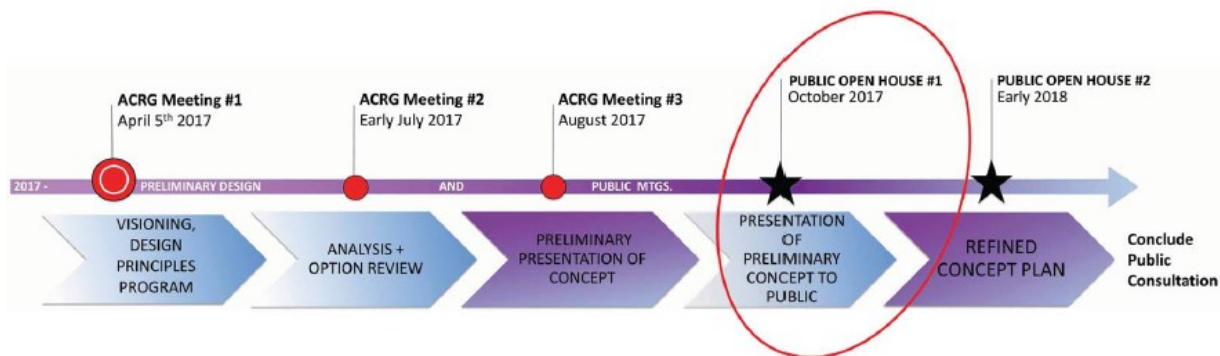 ACRG Meeting #1
April 5th 2017
ACRG Meeting #2
Early July 2017
ACRG Meeting #3
August 2017
PUBLIC OPEN HOUSE #1
October 2017
PUBLIC OPEN HOUSE #2
Early 2018
2017 - PRELIMINARY DESIGN AND PUBLIC MTGS.
VISIONING,
DESIGN
PRINCIPLES
PROGRAM
ANALYSIS +
OPTION REVIEW
PRELIMINARY
PRESENTATION OF
CONCEPT
PRESENTATION
OF
PRELIMINARY
CONCEPT TO
PUBLIC
REFINED
CONCEPT PLAN
Conclude
Public
Consultation